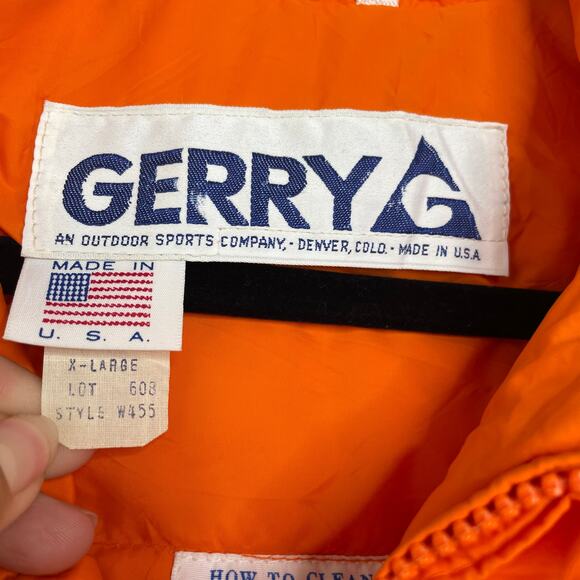 GERRY G
AN OUTDOOR SPORTS COMPANY, - DENVER, COLO. - MADE IN U.S.A
MADE IN
U. S. A.
X-LARGE
LOT 608
STYLE W455
HOW TO CLEAN